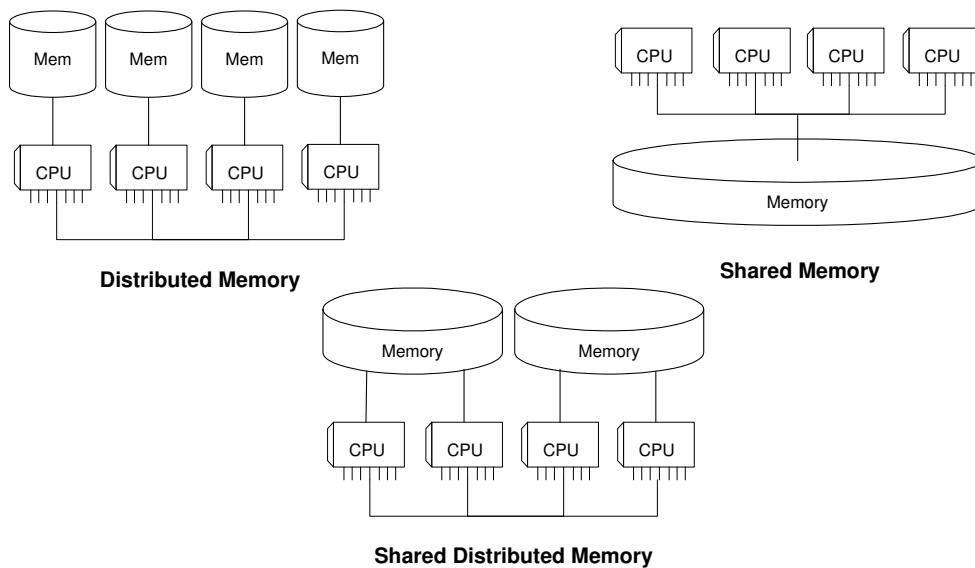 Mem Mem Mem Mem
CPU CPU CPU CPU
Distributed Memory
CPU CPU CPU CPU
Memory
Shared Memory
Memory Memory
CPU CPU CPU CPU
Shared Distributed Memory